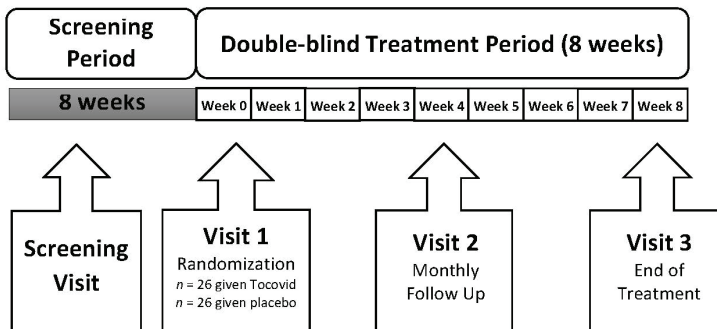 Screening
Period
Double-blind Treatment Period (8 weeks)
8 weeks
Week 0 Week 1 Week 2 Week 3 Week 4 Week 5 Week 6 Week 7 Week 8
Screening
Visit
Visit 1
Randomization
n = 26 given Tocovid
n = 26 given placebo
Visit 2
Monthly
Follow Up
Visit 3
End of
Treatment